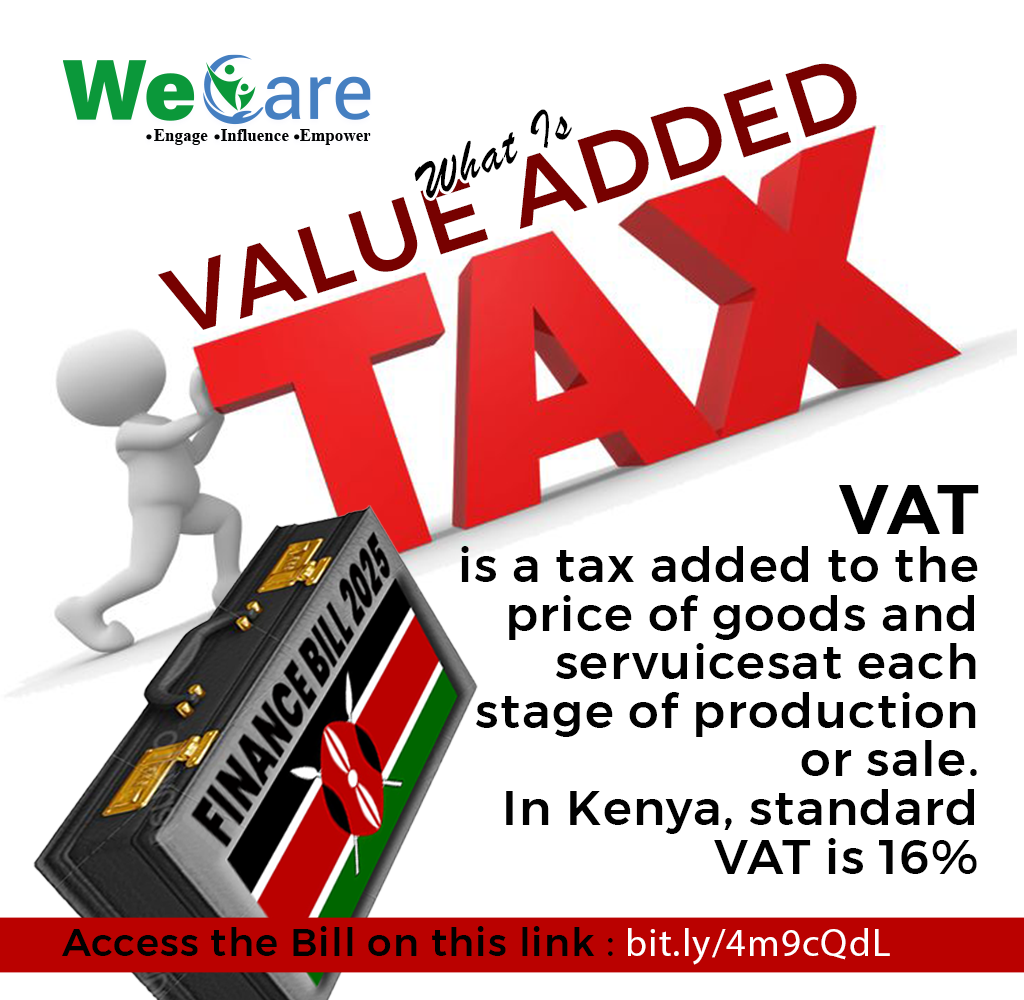 WeCare
•Engage •Influence •Empower
What Is
VALUE ADDED
TAX
VAT
is a tax added to the
price of goods and
servuicesat each
stage of production
or sale.
In Kenya, standard
VAT is 16%
FINANCE BILL 2025
Access the Bill on this link : bit.ly/4m9cQdL